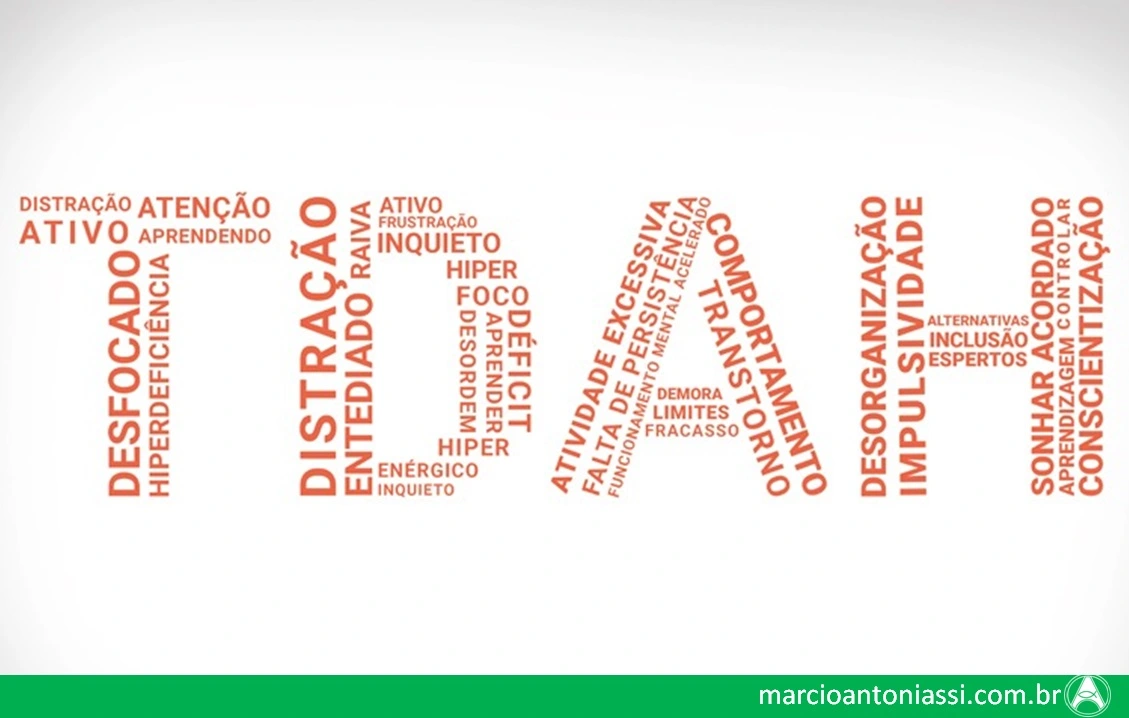 DISTRAÇÃO
ATENÇÃO
ATIVO
APRENDENDO
DESFOCADO
HIPERDEFICIÊNCIA
DISTRAÇÃO
ENTEDIADO
RAIVA
ATIVO
FRUSTRAÇÃO
INQUIETO
HIPER
FOCO
DÉFICIT
APRENDER
DESORDEM
HIPER
ENÉRGICO
INQUIETO
ATIVIDADE EXCESSIVA
FALTA DE PERSISTÊNCIA
FUNCIONAMENTO MENTAL ACELERADO
COMPORTAMENTO
TRANSTORNO
DEMORA
LIMITES
FRACASSO
DESORGANIZAÇÃO
IMPULSIVIDADE
ALTERNATIVAS
INCLUSÃO
ESPERTOS
SONHAR ACORDADO
APRENDIZAGEM CONTROLAR
CONSCIENTIZAÇÃO
marcioantoniassi.com.br